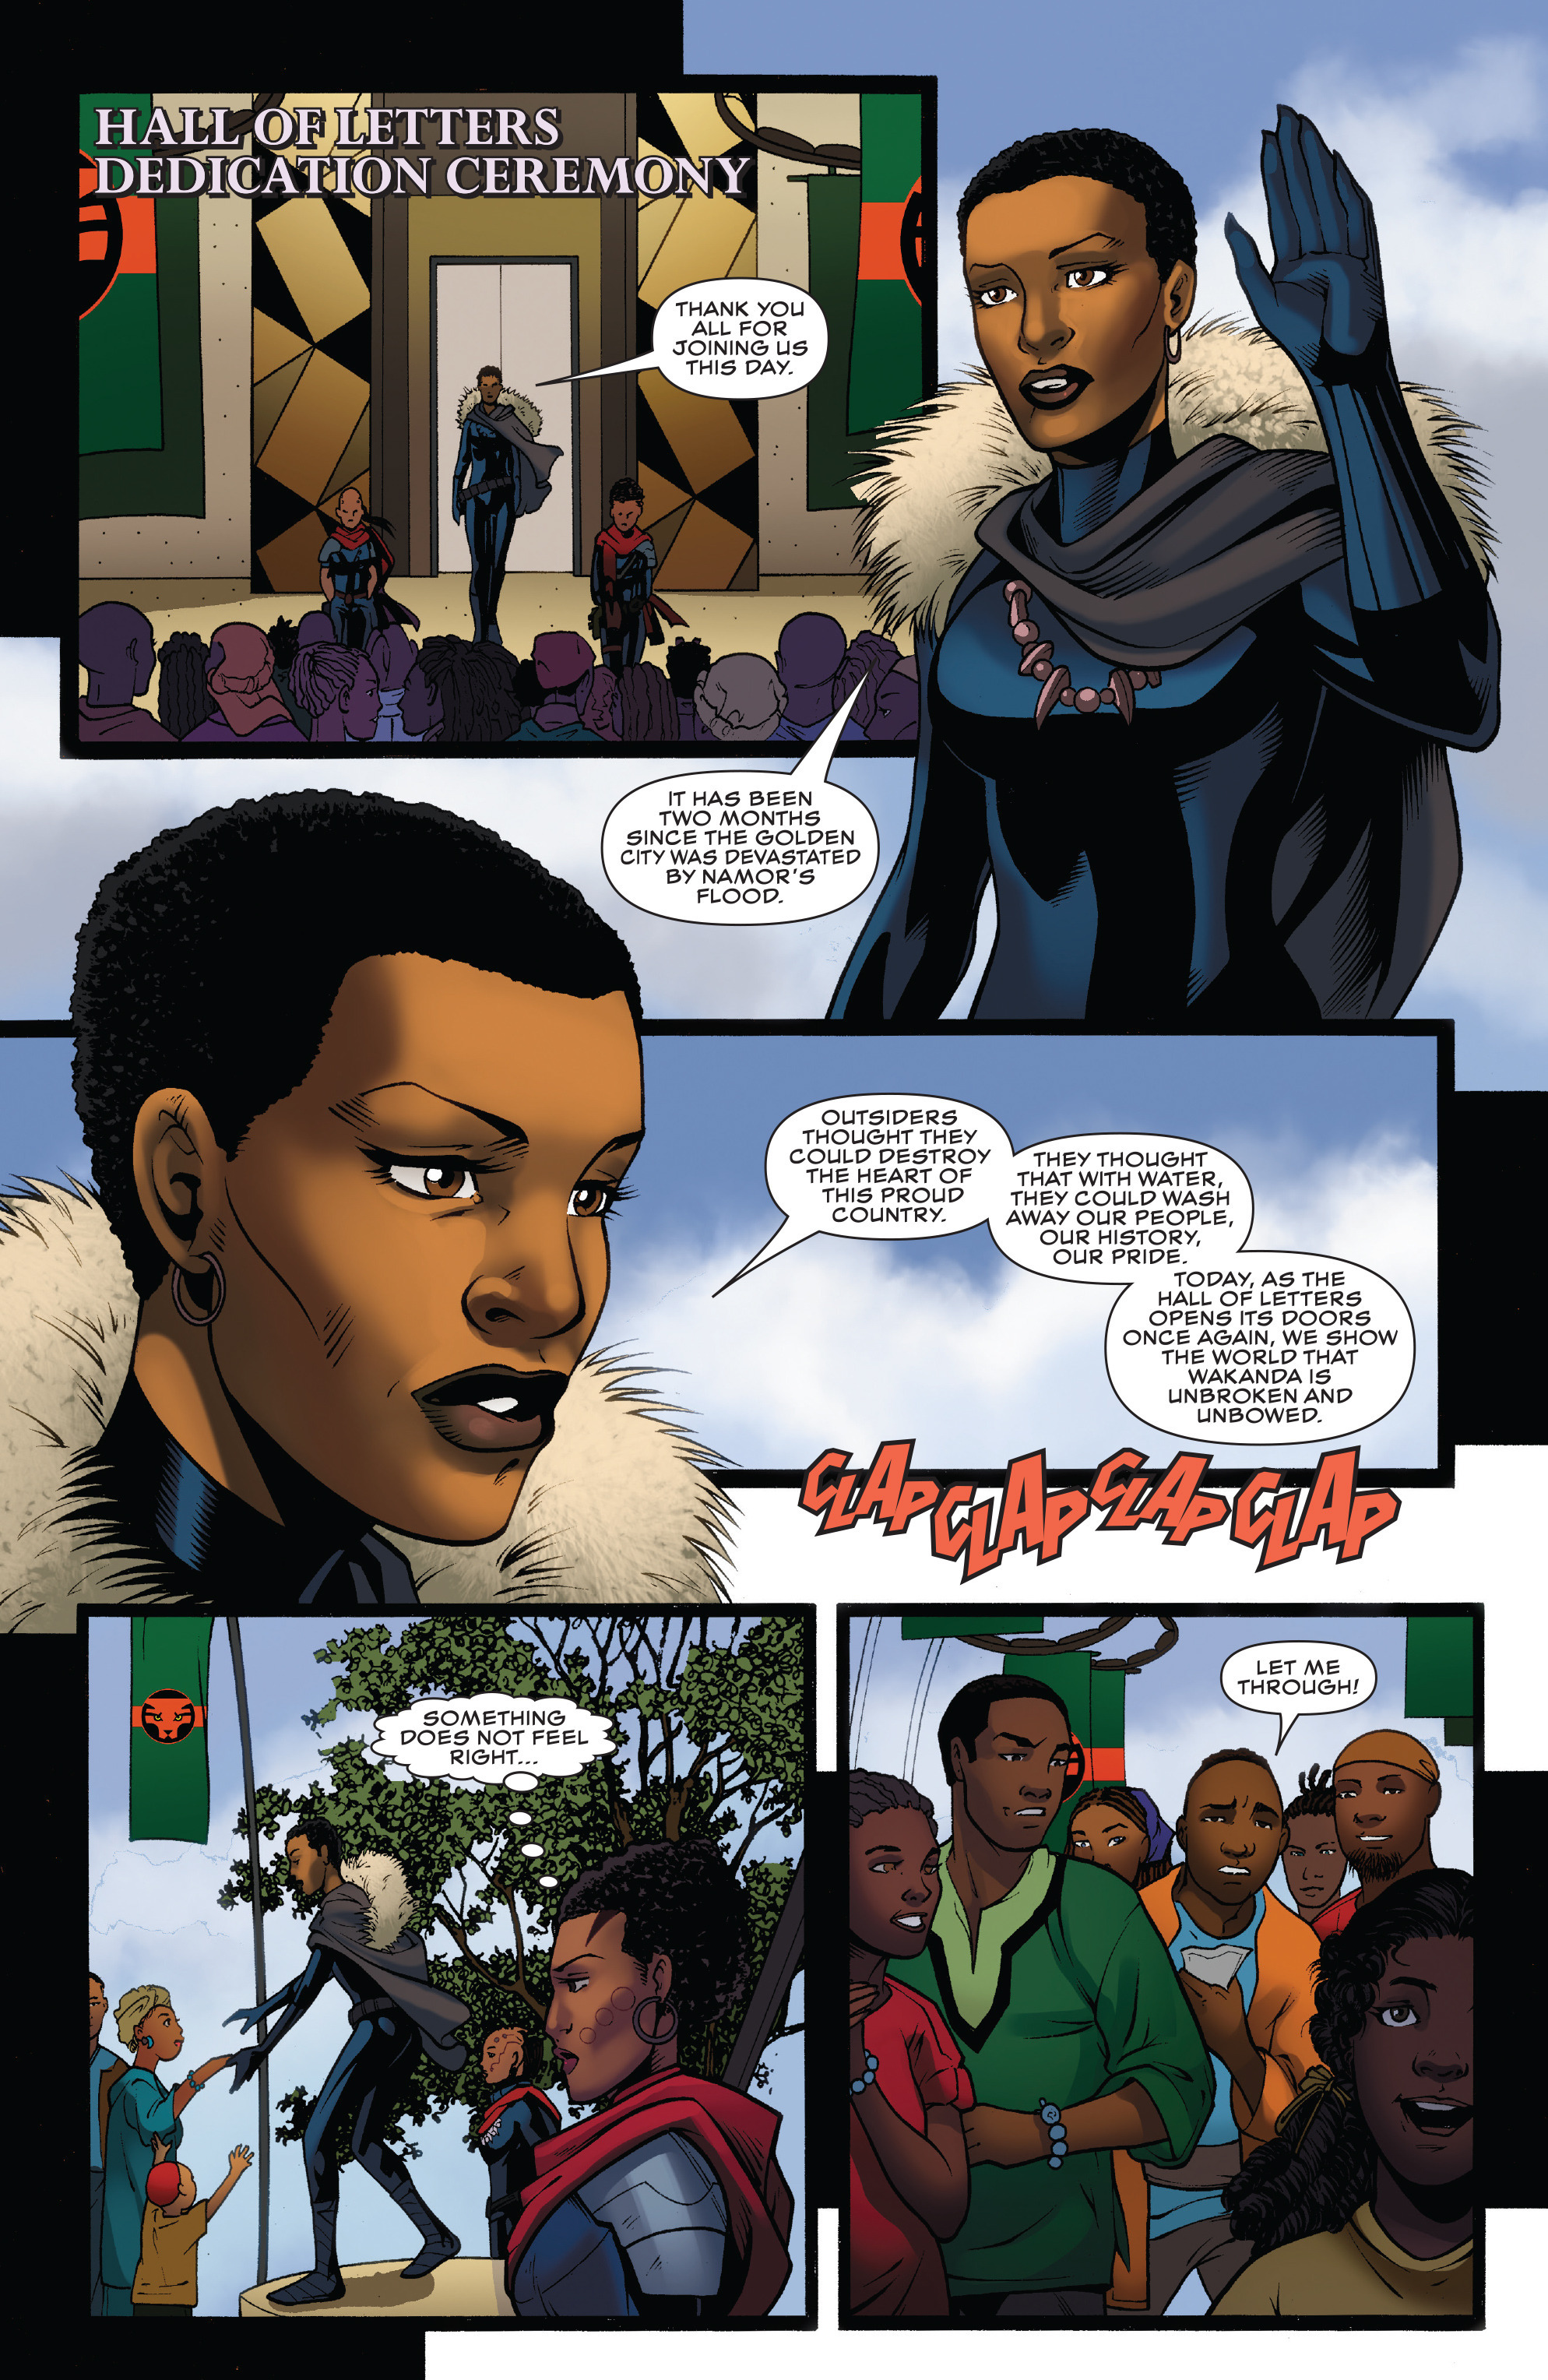 HALL OF LETTERS
DEDICATION CEREMONY
THANK YOU
ALL FOR
JOINING US
THIS DAY.
IT HAS BEEN
TWO MONTHS
SINCE THE GOLDEN
CITY WAS DEVASTATED
BY NAMOR'S
FLOOD.
OUTSIDERS
THOUGHT THEY
COULD DESTROY
THE HEART OF
THIS PROUD
COUNTRY.
THEY THOUGHT
THAT WITH WATER,
THEY COULD WASH
AWAY OUR PEOPLE,
OUR HISTORY,
OUR PRIDE.
TODAY, AS THE
HALL OF LETTERS
OPENS ITS DOORS
ONCE AGAIN, WE SHOW
THE WORLD THAT
WAKANDA IS
UNBROKEN AND
UNBOWED.
CLAP CLAP CLAP CLAP
SOMETHING
DOES NOT FEEL
RIGHT...
LET ME
THROUGH!